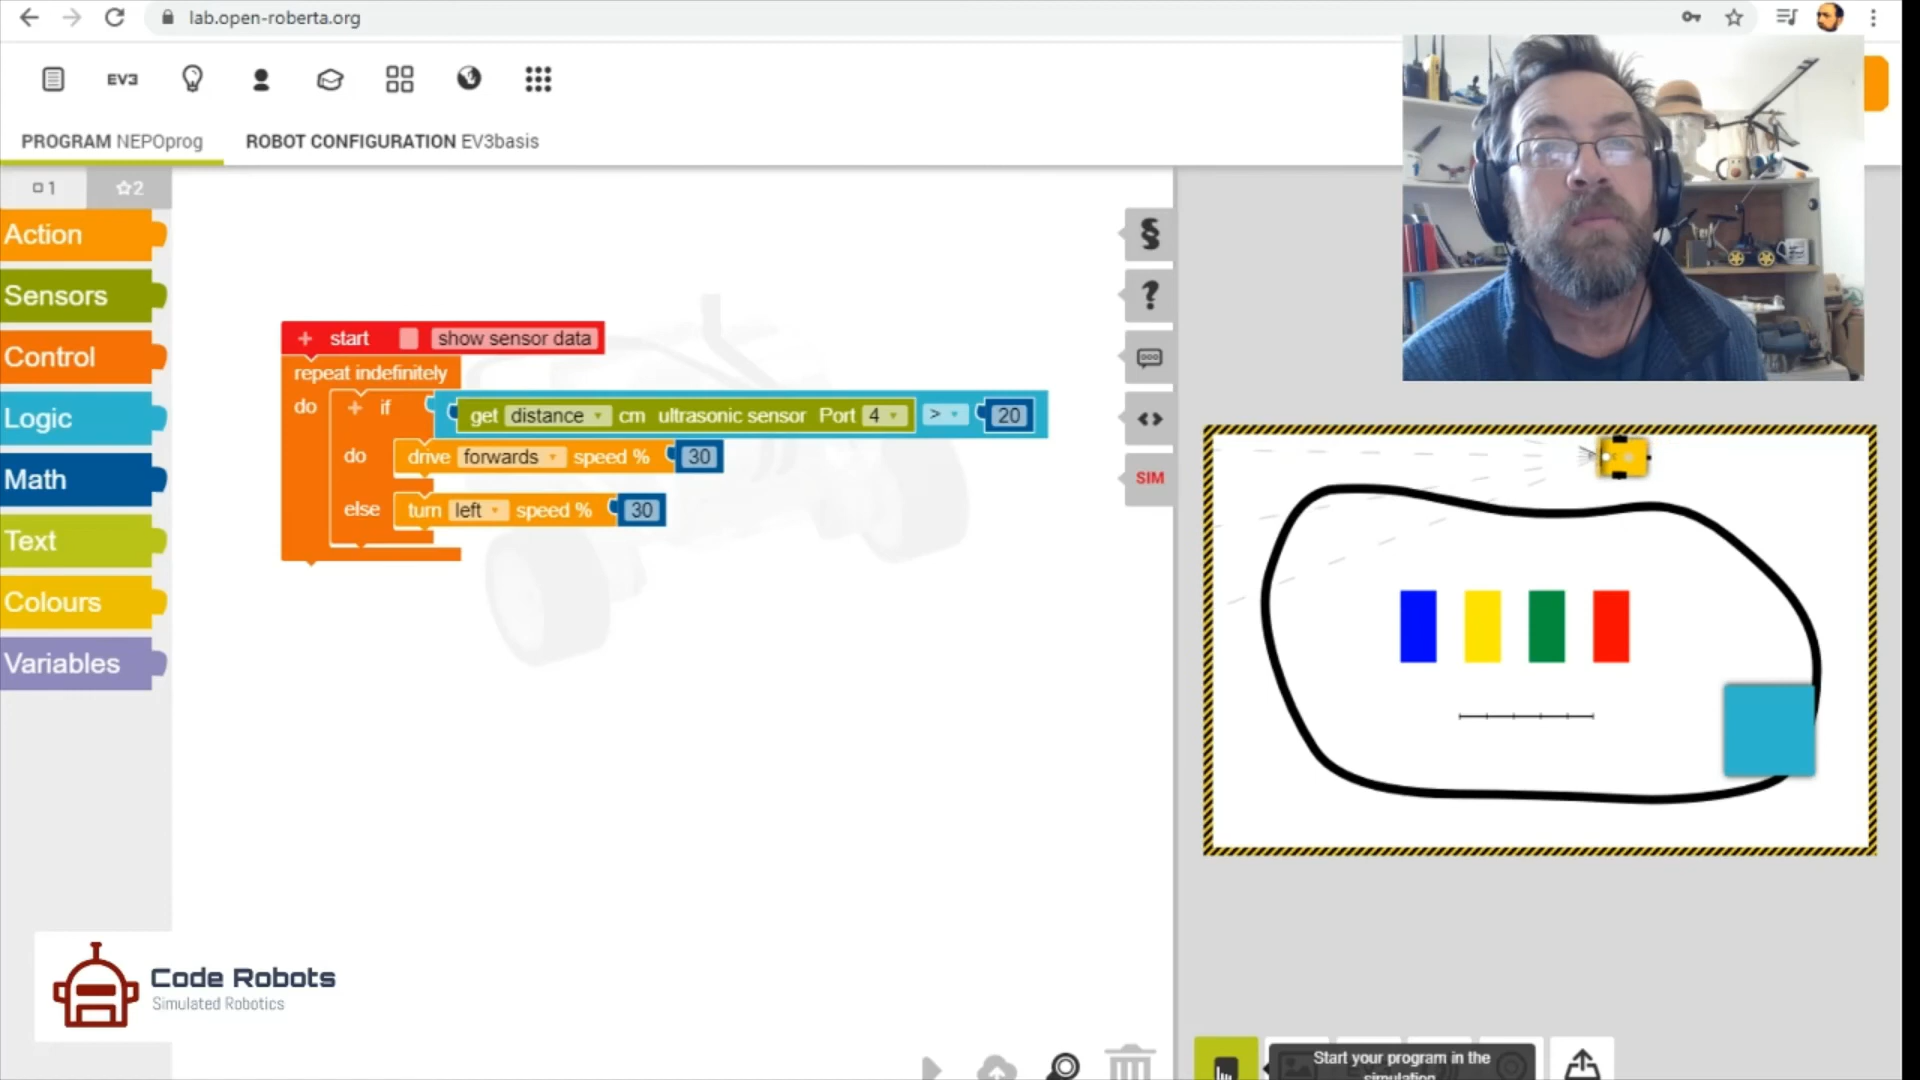 lab.open-roberta.org
EV3
PROGRAM NEPOprog ROBOT CONFIGURATION EV3basis
1 2
Action
Sensors
Control
Logic
Math
Text
Colours
Variables
+ start show sensor data
repeat indefinitely
do + if get distance cm ultrasonic sensor Port 4 > 20
do drive forwards speed % 30
else turn left speed % 30
§
?
<>
SIM
Code Robots
Simulated Robotics
Start your program in the
simulation